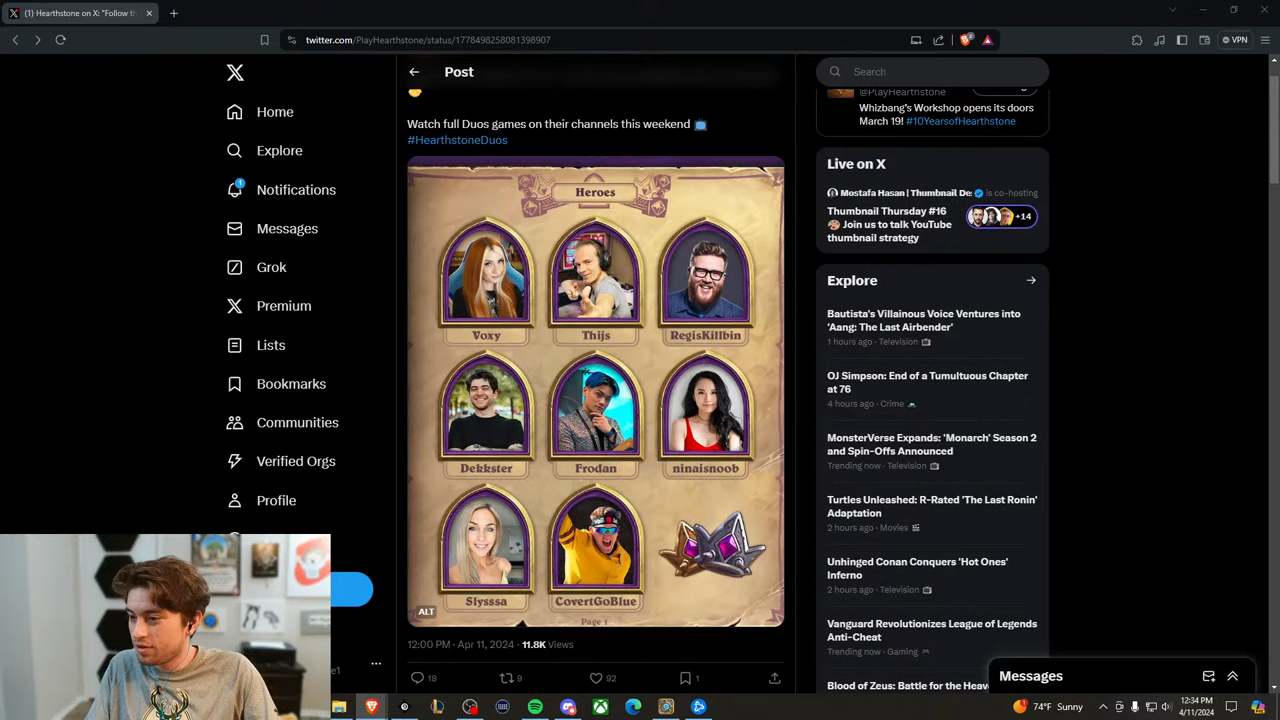 (1) Hearthstone on X: "Follow th
twitter.com/PlayHearthstone/status/1778498258081398907
VPN
Home
Explore
Notifications
1
Messages
Grok
Premium
Lists
Bookmarks
Communities
Verified Orgs
Profile
Post
Watch full Duos games on their channels this weekend
#HearthstoneDuos
Heroes
Voxy
Thijs
RegisKillbin
Dekkster
Frodan
ninaisnoob
Slysssa
CovertGoBlue
Page 1
ALT
12:00 PM · Apr 11, 2024 · 11.8K Views
18
9
92
1
Search
@PlayHearthstone
Whizbang's Workshop opens its doors
March 19! #10YearsofHearthstone
Live on X
Mostafa Hasan | Thumbnail De: is co-hosting
Thumbnail Thursday #16
Join us to talk YouTube
thumbnail strategy
+14
Explore
Bautista's Villainous Voice Ventures into
'Aang: The Last Airbender'
1 hours ago · Television
OJ Simpson: End of a Tumultuous Chapter
at 76
4 hours ago · Crime
MonsterVerse Expands: 'Monarch' Season 2
and Spin-Offs Announced
Trending now · Television
Turtles Unleashed: R-Rated 'The Last Ronin'
Adaptation
2 hours ago · Movies
Unhinged Conan Conquers 'Hot Ones'
Inferno
2 hours ago · Television
Vanguard Revolutionizes League of Legends
Anti-Cheat
Trending now · Gaming
Blood of Zeus: Battle for the Heave
Messages
74°F Sunny
12:34 PM
4/11/2024